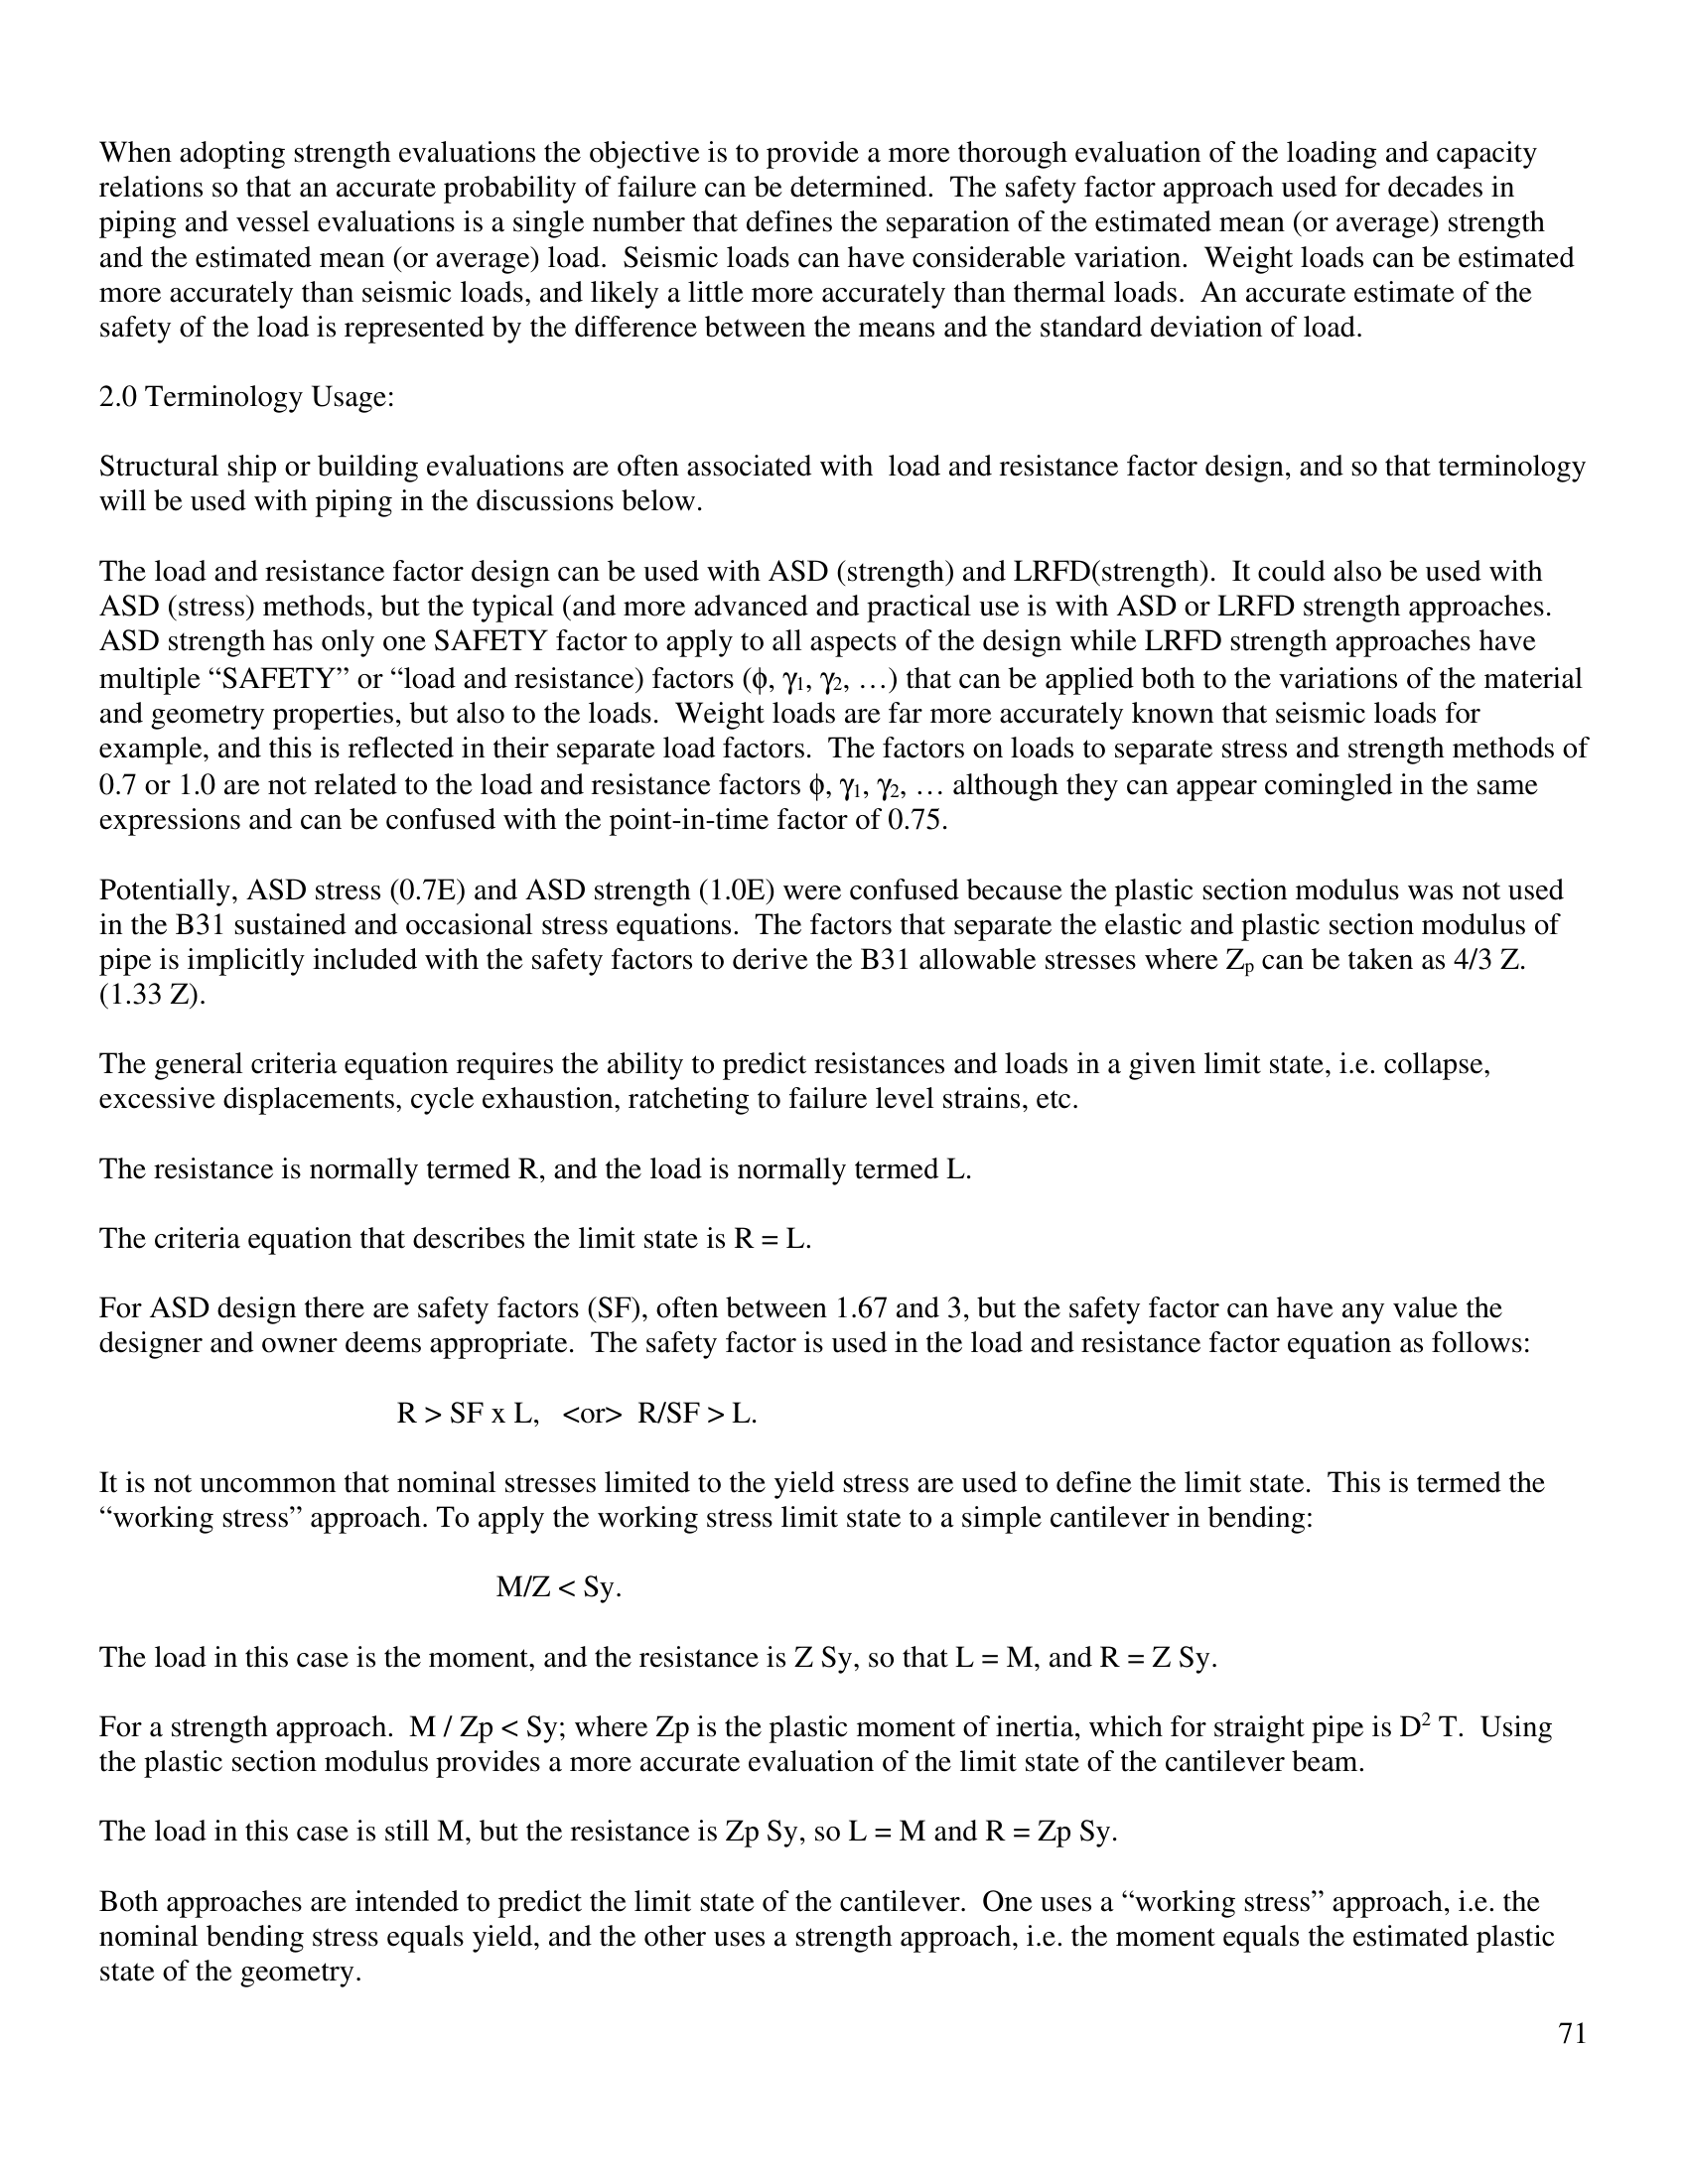 When adopting strength evaluations the objective is to provide a more thorough evaluation of the loading and capacity
relations so that an accurate probability of failure can be determined.  The safety factor approach used for decades in
piping and vessel evaluations is a single number that defines the separation of the estimated mean (or average) strength
and the estimated mean (or average) load.  Seismic loads can have considerable variation.  Weight loads can be estimated
more accurately than seismic loads, and likely a little more accurately than thermal loads.  An accurate estimate of the
safety of the load is represented by the difference between the means and the standard deviation of load.
2.0 Terminology Usage:
Structural ship or building evaluations are often associated with  load and resistance factor design, and so that terminology
will be used with piping in the discussions below.
The load and resistance factor design can be used with ASD (strength) and LRFD(strength).  It could also be used with
ASD (stress) methods, but the typical (and more advanced and practical use is with ASD or LRFD strength approaches.
ASD strength has only one SAFETY factor to apply to all aspects of the design while LRFD strength approaches have
multiple “SAFETY” or “load and resistance) factors (ϕ, γ₁, γ₂, …) that can be applied both to the variations of the material
and geometry properties, but also to the loads.  Weight loads are far more accurately known that seismic loads for
example, and this is reflected in their separate load factors.  The factors on loads to separate stress and strength methods of
0.7 or 1.0 are not related to the load and resistance factors ϕ, γ₁, γ₂, … although they can appear comingled in the same
expressions and can be confused with the point-in-time factor of 0.75.
Potentially, ASD stress (0.7E) and ASD strength (1.0E) were confused because the plastic section modulus was not used
in the B31 sustained and occasional stress equations.  The factors that separate the elastic and plastic section modulus of
pipe is implicitly included with the safety factors to derive the B31 allowable stresses where Zₚ can be taken as 4/3 Z.
(1.33 Z).
The general criteria equation requires the ability to predict resistances and loads in a given limit state, i.e. collapse,
excessive displacements, cycle exhaustion, ratcheting to failure level strains, etc.
The resistance is normally termed R, and the load is normally termed L.
The criteria equation that describes the limit state is R = L.
For ASD design there are safety factors (SF), often between 1.67 and 3, but the safety factor can have any value the
designer and owner deems appropriate.  The safety factor is used in the load and resistance factor equation as follows:
R > SF x L,   <or>  R/SF > L.
It is not uncommon that nominal stresses limited to the yield stress are used to define the limit state.  This is termed the
“working stress” approach. To apply the working stress limit state to a simple cantilever in bending:
M/Z < Sy.
The load in this case is the moment, and the resistance is Z Sy, so that L = M, and R = Z Sy.
For a strength approach.  M / Zp < Sy; where Zp is the plastic moment of inertia, which for straight pipe is D² T.  Using
the plastic section modulus provides a more accurate evaluation of the limit state of the cantilever beam.
The load in this case is still M, but the resistance is Zp Sy, so L = M and R = Zp Sy.
Both approaches are intended to predict the limit state of the cantilever.  One uses a “working stress” approach, i.e. the
nominal bending stress equals yield, and the other uses a strength approach, i.e. the moment equals the estimated plastic
state of the geometry.
71